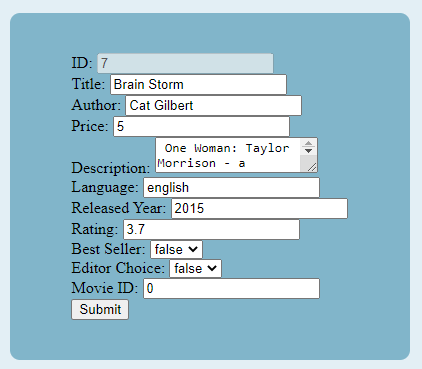 ID: 7
Title: Brain Storm
Author: Cat Gilbert
Price: 5
One Woman: Taylor
Description: Morrison - a
Language: english
Released Year: 2015
Rating: 3.7
Best Seller: false
Editor Choice: false
Movie ID: 0
Submit